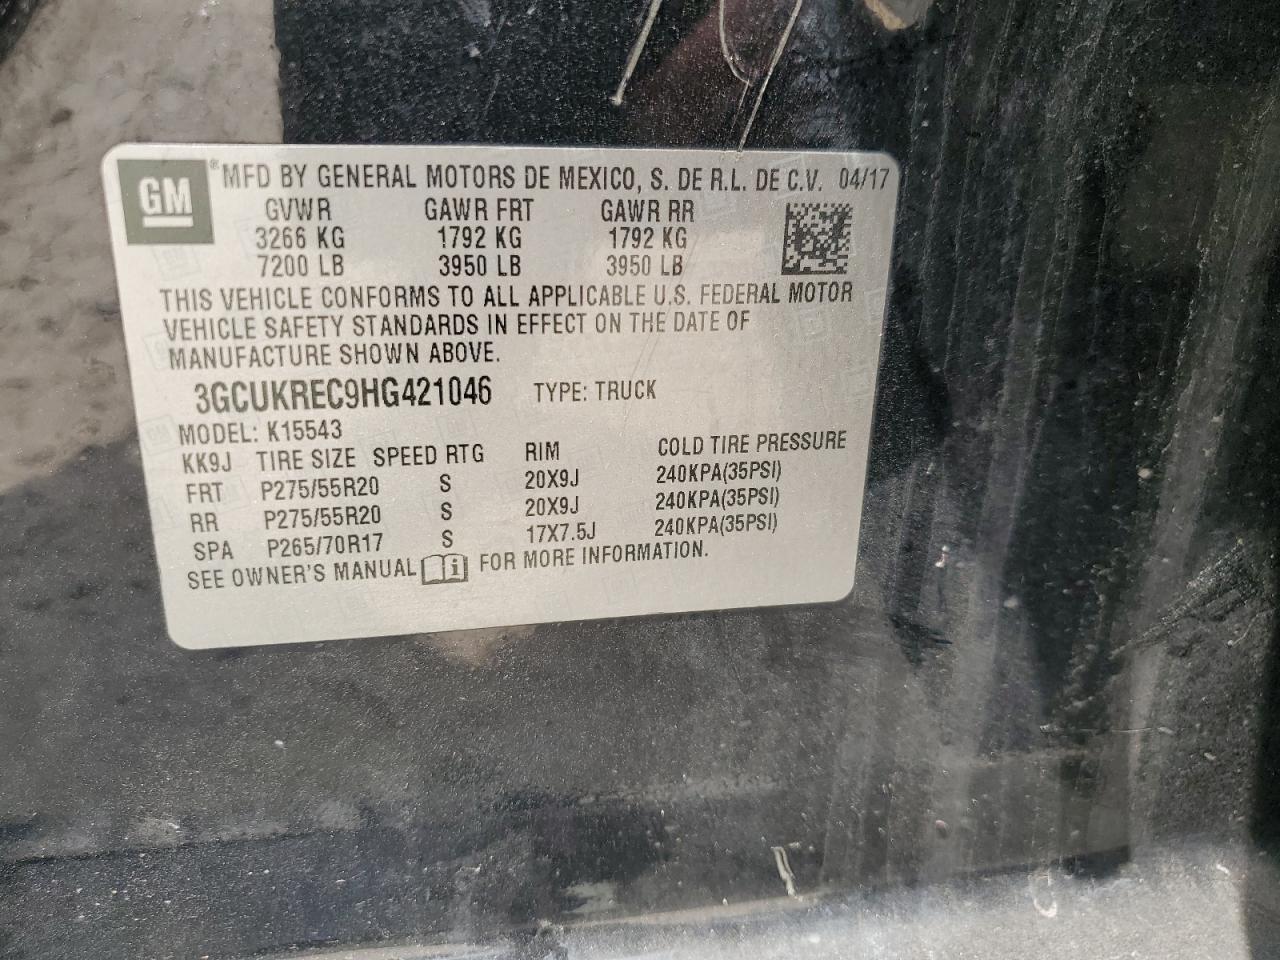 GM® MFD BY GENERAL MOTORS DE MEXICO, S. DE R.L. DE C.V. 04/17
GVWR GAWR FRT GAWR RR
3266 KG 1792 KG 1792 KG
7200 LB 3950 LB 3950 LB
THIS VEHICLE CONFORMS TO ALL APPLICABLE U.S. FEDERAL MOTOR
VEHICLE SAFETY STANDARDS IN EFFECT ON THE DATE OF
MANUFACTURE SHOWN ABOVE.
3GCUKREC9HG421046 TYPE: TRUCK
MODEL: K15543
KK9J TIRE SIZE SPEED RTG RIM COLD TIRE PRESSURE
FRT P275/55R20 S 20X9J 240KPA(35PSI)
RR P275/55R20 S 20X9J 240KPA(35PSI)
SPA P265/70R17 S 17X7.5J 240KPA(35PSI)
SEE OWNER'S MANUAL i FOR MORE INFORMATION.